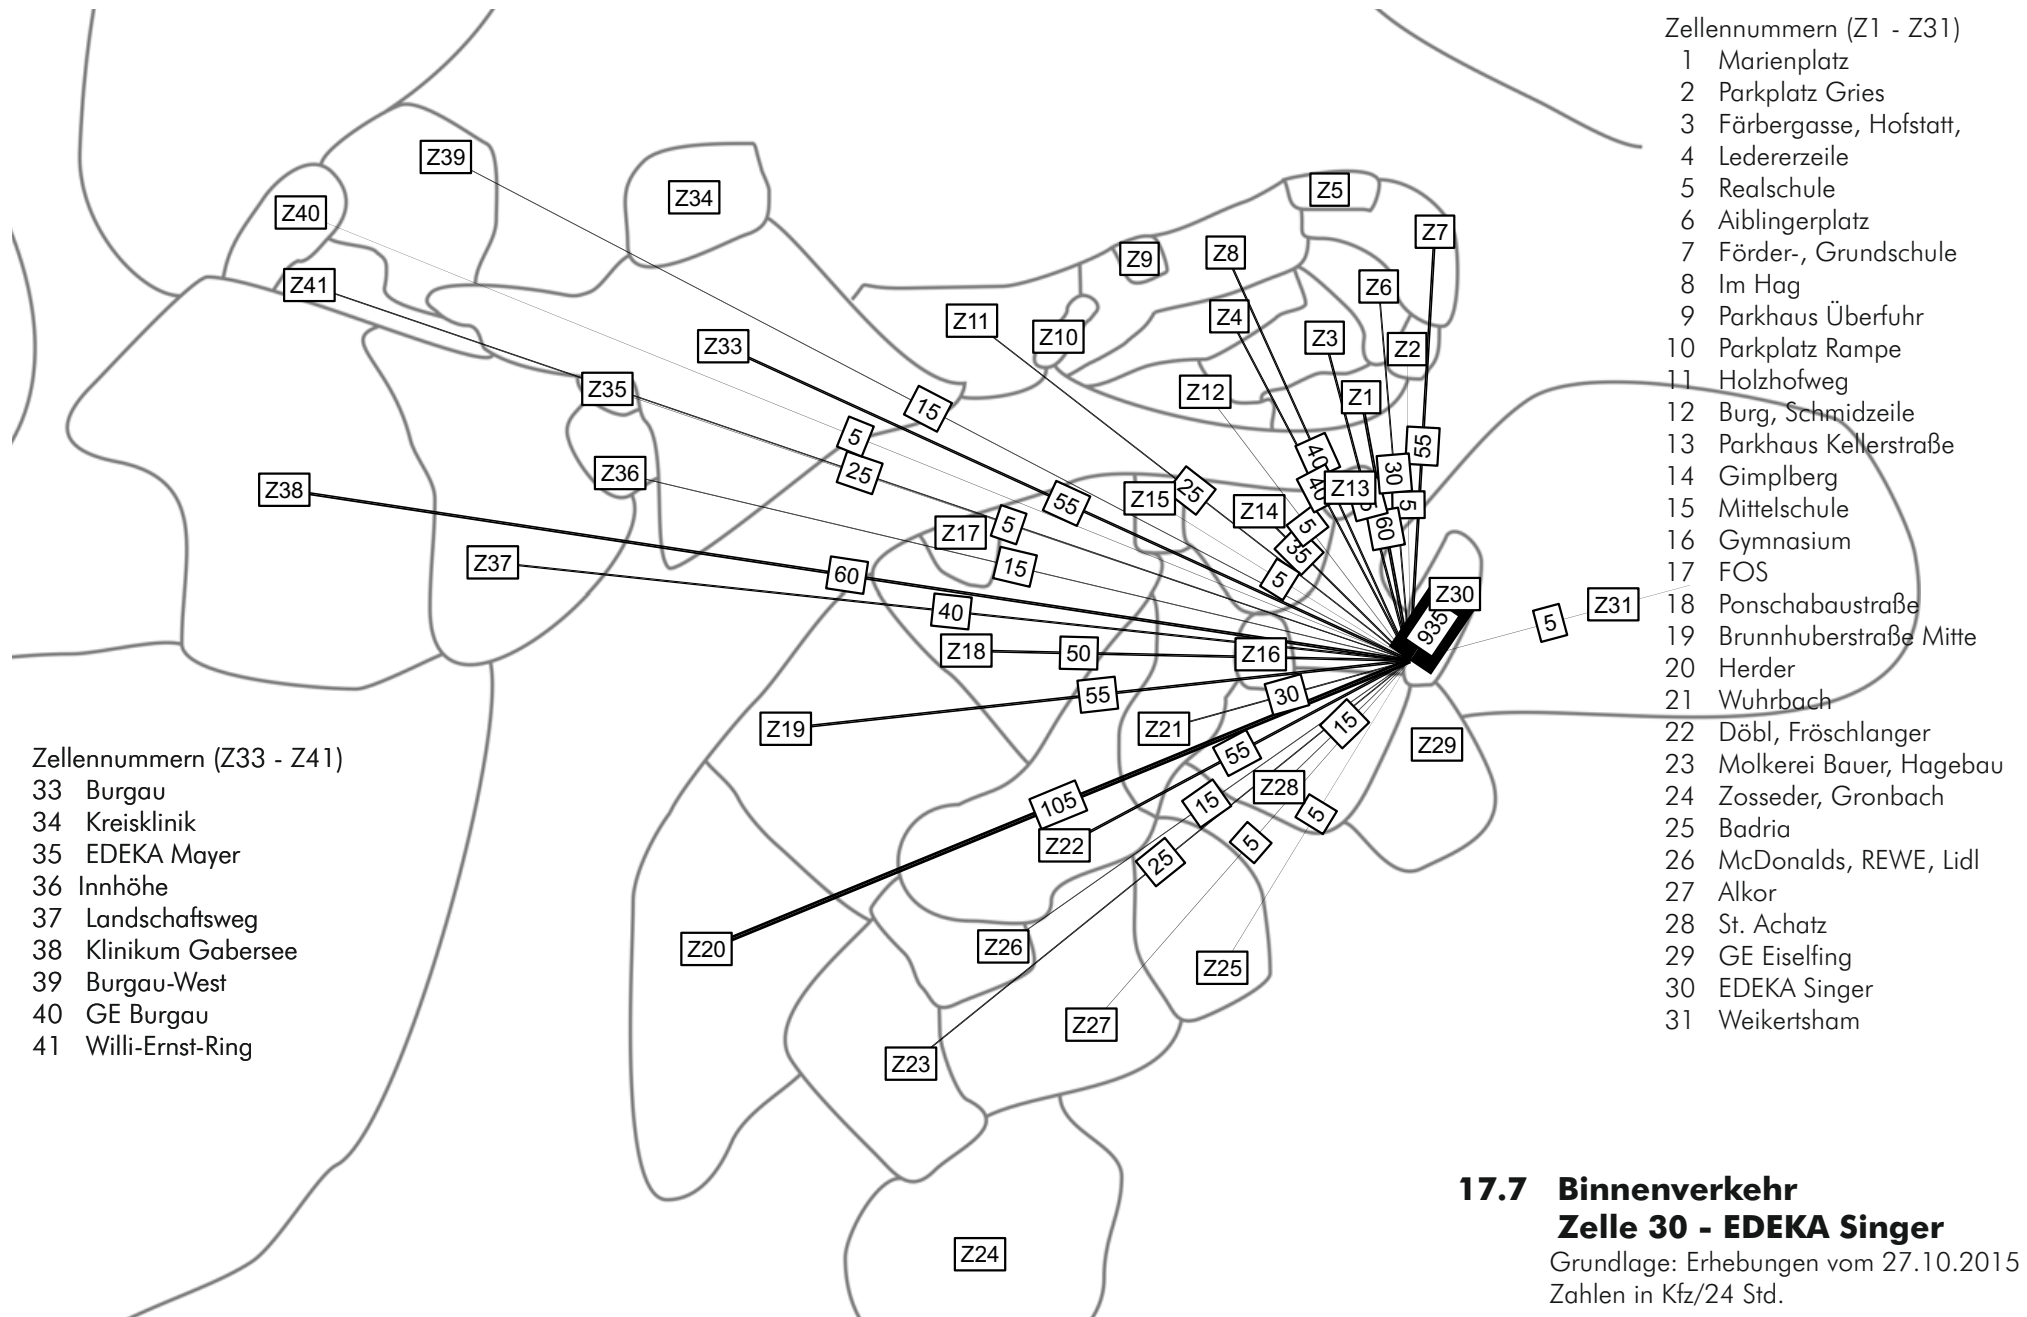 Zellennummern (Z1 - Z31)
1 Marienplatz
2 Parkplatz Gries
3 Färbergasse, Hofstatt,
4 Ledererzeile
5 Realschule
6 Aiblingerplatz
7 Förder-, Grundschule
8 Im Hag
9 Parkhaus Überfuhr
10 Parkplatz Rampe
11 Holzhofweg
12 Burg, Schmidzeile
13 Parkhaus Kellerstraße
14 Gimplberg
15 Mittelschule
16 Gymnasium
17 FOS
18 Ponschabaustraße
19 Brunnhuberstraße Mitte
20 Herder
21 Wuhrbach
22 Döbl, Fröschlanger
23 Molkerei Bauer, Hagebau
24 Zosseder, Gronbach
25 Badria
26 McDonalds, REWE, Lidl
27 Alkor
28 St. Achatz
29 GE Eiselfing
30 EDEKA Singer
31 Weikertsham
Z39
Z40
Z34
Z5
Z7
Z8
Z9
Z41
Z6
Z4
Z11
Z10
Z3
Z33
Z2
Z35
Z12
Z1
15
5
55
40
25
Z36
30
Z38
Z13
40
25
Z15
55
5
Z14
5
5
Z17
60
35
Z37
60
15
5
Z30
40
Z31
5
935
Z18
50
Z16
55
30
Z19
Z21
15
Z29
55
Z28
105
15
5
Z22
5
25
Z20
Z26
Z25
Z27
Z23
Z24
Zellennummern (Z33 - Z41)
33 Burgau
34 Kreisklinik
35 EDEKA Mayer
36 Innhöhe
37 Landschaftsweg
38 Klinikum Gabersee
39 Burgau-West
40 GE Burgau
41 Willi-Ernst-Ring
17.7 Binnenverkehr
Zelle 30 - EDEKA Singer
Grundlage: Erhebungen vom 27.10.2015
Zahlen in Kfz/24 Std.